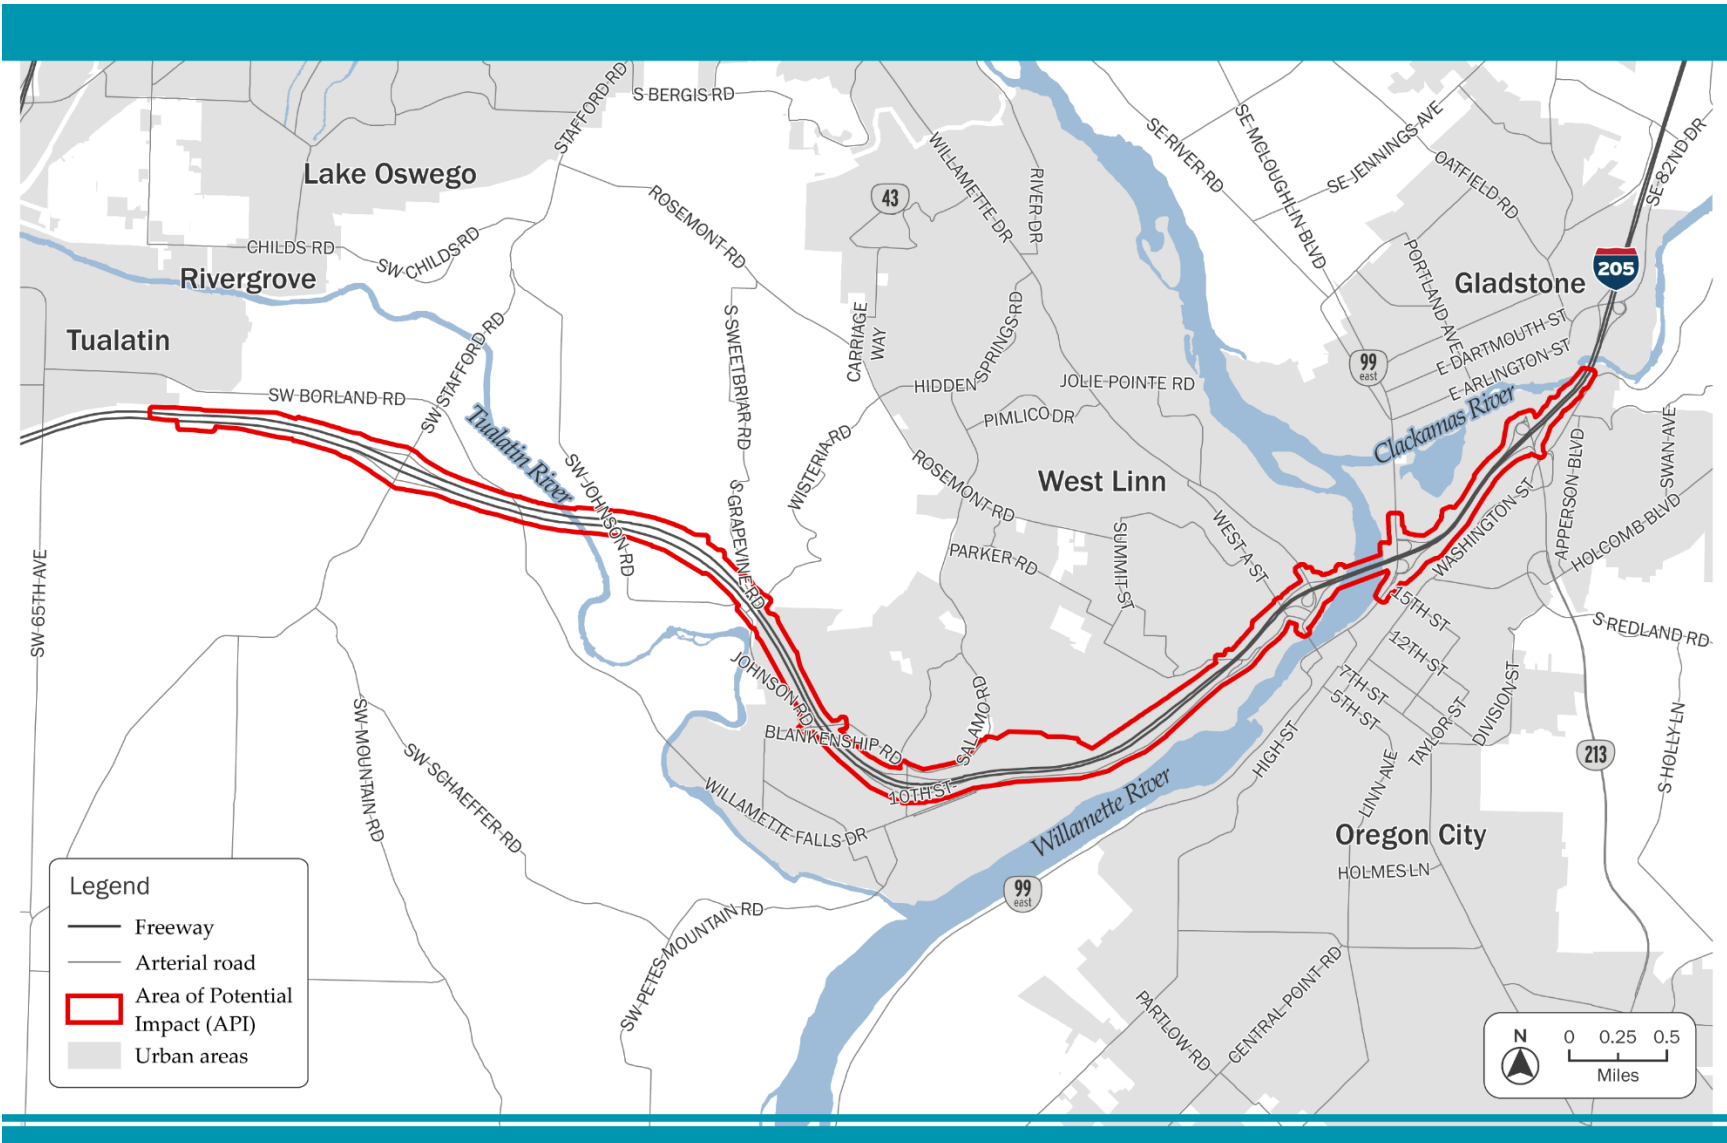 S BERGIS RD
STAFFORD RD
Lake Oswego
WILLAMETTE DR
RIVER DR
SE RIVER RD
SE MCLOUGHLIN BLVD
SE JENNINGS AVE
OATFIELD RD
SE 82ND DR
43
ROSEMONT RD
CHILDS RD
SW CHILDS RD
Rivergrove
PORTLAND AVE
Gladstone
205
Tualatin
SW STAFFORD RD
S SWEETBRIAR RD
CARRIAGE
WAY
HIDDEN SPRINGS RD
JOLIE POINTE RD
99
east
E DARTMOUTH ST
E ARLINGTON ST
SW BORLAND RD
PIMLICO DR
Clackamas River
Tualatin River
WISTERIA RD
ROSEMONT RD
West Linn
SWAN AVE
APPERSON BLVD
WASHINGTON ST
HOLCOMB BLVD
SW JOHNSON RD
S GRAPEVINE RD
PARKER RD
SUMMIT ST
WEST A ST
SW 65TH AVE
15TH ST
12TH ST
S REDLAND RD
7TH ST
5TH ST
TAYLOR ST
DIVISION ST
JOHNSON RD
BLANKENSHIP RD
SALAMO RD
10TH ST
HIGH ST
LINN AVE
213
S HOLLY LN
SW MOUNTAIN RD
SW SCHAEFFER RD
WILLAMETTE FALLS DR
Willamette River
Oregon City
HOLMES LN
99
east
SW PETES MOUNTAIN RD
PARTLOW RD
CENTRAL POINT RD
Legend
Freeway
Arterial road
Area of Potential
Impact (API)
Urban areas
N
0 0.25 0.5
Miles